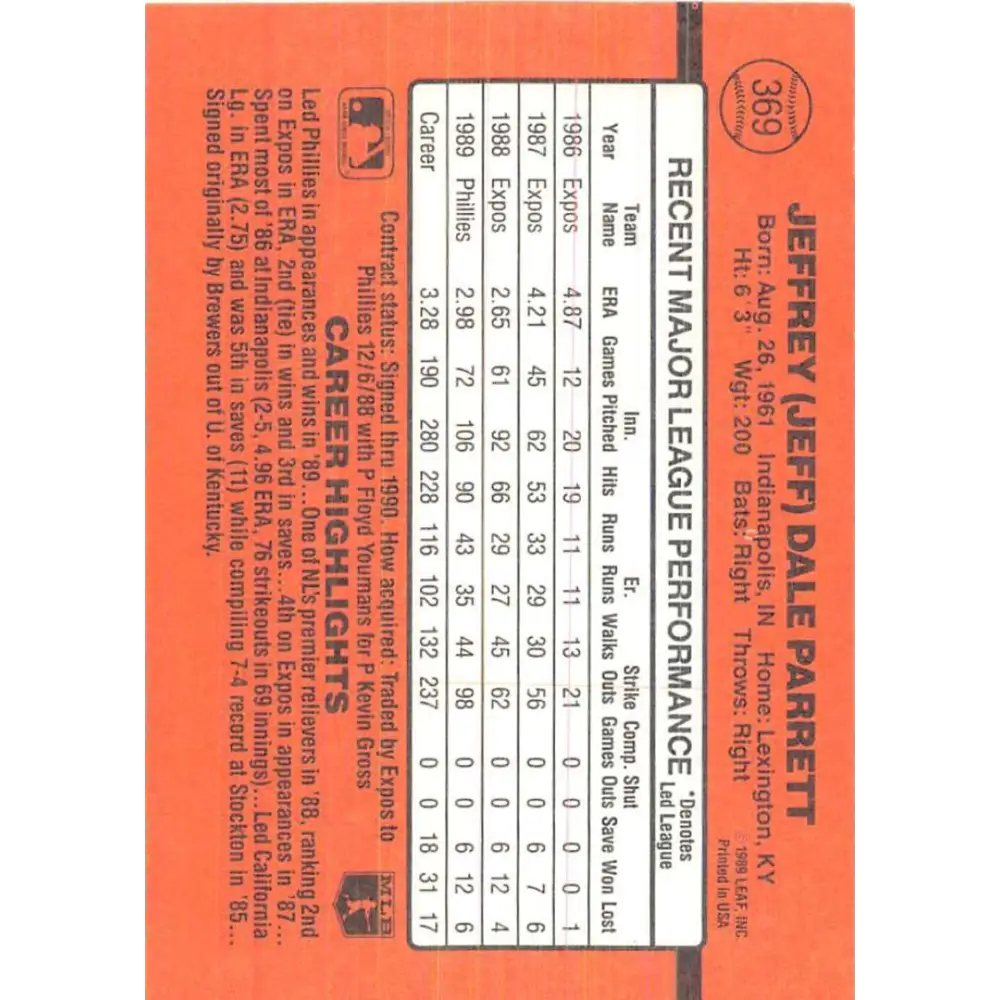 369
JEFFREY (JEFF) DALE PARRETT
Born: Aug. 26, 1961 Indianapolis, IN Home: Lexington, KY
Ht: 6'3" Wgt: 200 Bats: Right Throws: Right
© 1989 LEAF, INC.
Printed in USA
RECENT MAJOR LEAGUE PERFORMANCE
*Denotes
Led League
Team Inn. Er. Strike Comp. Shut
Year Name ERA Games Pitched Hits Runs Runs Walks Outs Games Outs Save Won Lost
1986 Expos 4.87 12 20 19 11 11 13 21 0 0 0 0 1
1987 Expos 4.21 45 62 53 33 29 30 56 0 0 6 7 6
1988 Expos 2.65 61 92 66 29 27 45 62 0 0 6 12 4
1989 Phillies 2.98 72 106 90 43 35 44 98 0 0 6 12 6
Career 3.28 190 280 228 116 102 132 237 0 0 18 31 17
Contract status: Signed thru 1990. How acquired: Traded by Expos to
Phillies 12/6/88 with P Floyd Youmans for P Kevin Gross
MLB
CAREER HIGHLIGHTS
Led Phillies in appearances and wins in '89...One of NL's premier relievers in '88, ranking 2nd
on Expos in ERA, 2nd (tie) in wins and 3rd in saves...4th on Expos in appearances in '87...
Spent most of '86 at Indianapolis (2-5, 4.96 ERA, 76 strikeouts in 69 innings)...Led California
Lg. in ERA (2.75) and was 5th in saves (11) while compiling 7-4 record at Stockton in '85...
Signed originally by Brewers out of U. of Kentucky.